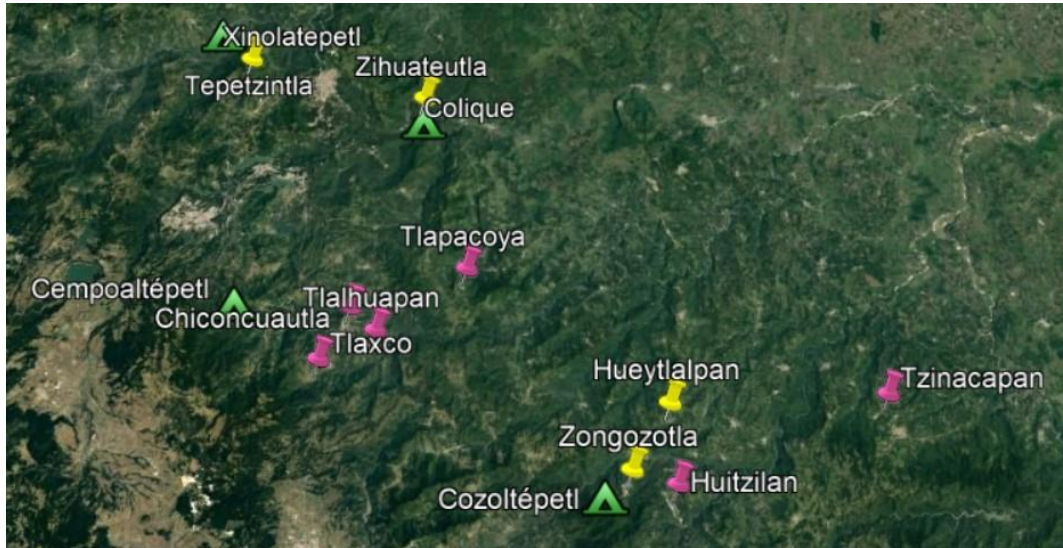 Xinolatepetl
Zihuateutla
Tepetzintla
Colique
Tlapacoya
Cempoaltépetl
Tlalhuapan
Chiconcuautla
Tlaxco
Hueytlalpan
Tzinacapan
Zongozotla
Huitzilan
Cozoltépetl